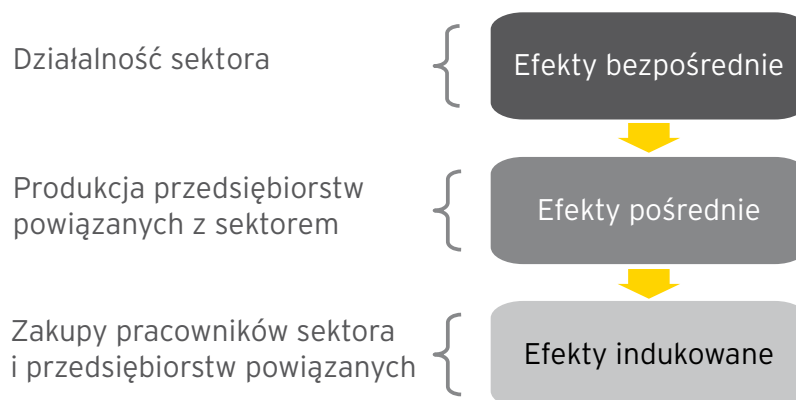 Działalność sektora
Efekty bezpośrednie
Produkcja przedsiębiorstw
powiązanych z sektorem
Efekty pośrednie
Zakupy pracowników sektora
i przedsiębiorstw powiązanych
Efekty indukowane